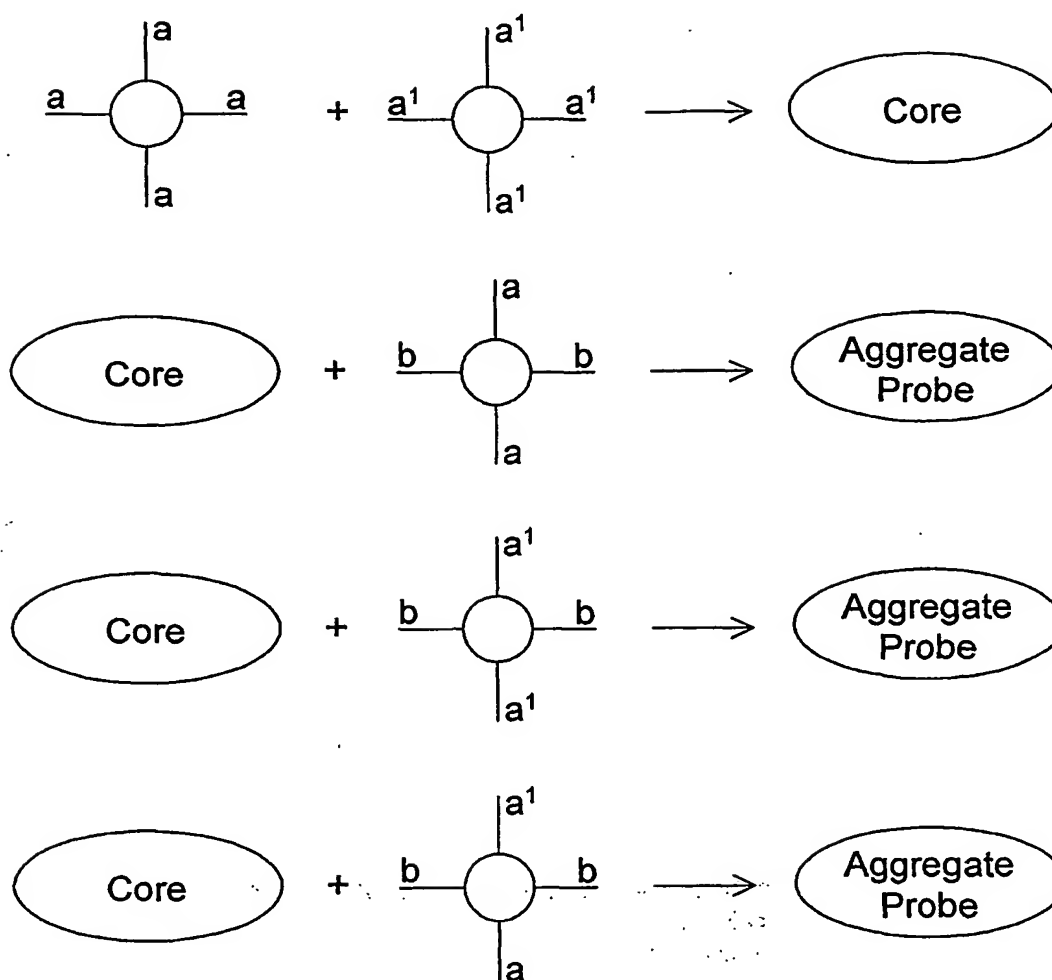 a a¹
a a + a¹ a¹ Core
a a¹
a
Core + b b Aggregate
Probe
a
a¹
Core + b b Aggregate
Probe
a¹
a¹
Core + b b Aggregate
Probe
a